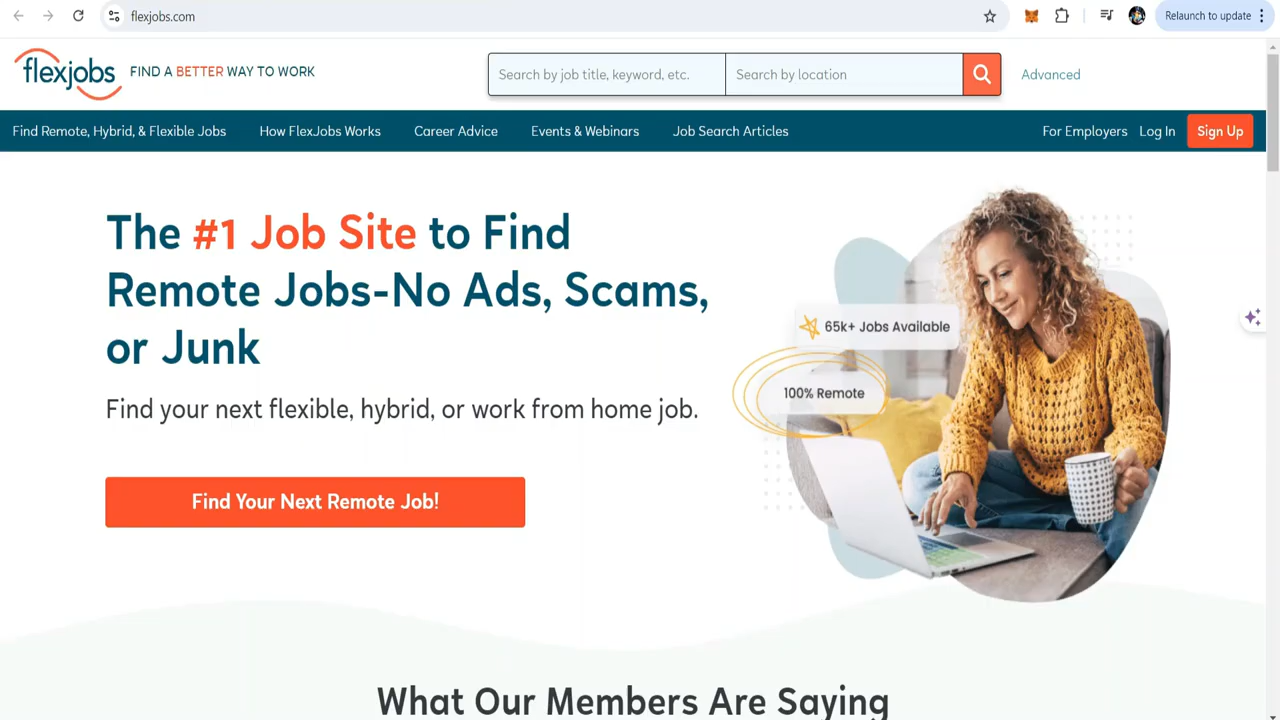 flexjobs.com
Relaunch to update
flexjobs FIND A BETTER WAY TO WORK
Search by job title, keyword, etc.
Search by location
Advanced
Find Remote, Hybrid, & Flexible Jobs
How FlexJobs Works
Career Advice
Events & Webinars
Job Search Articles
For Employers
Log In
Sign Up
The #1 Job Site to Find
Remote Jobs-No Ads, Scams,
or Junk
Find your next flexible, hybrid, or work from home job.
Find Your Next Remote Job!
65k+ Jobs Available
100% Remote
What Our Members Are Saying